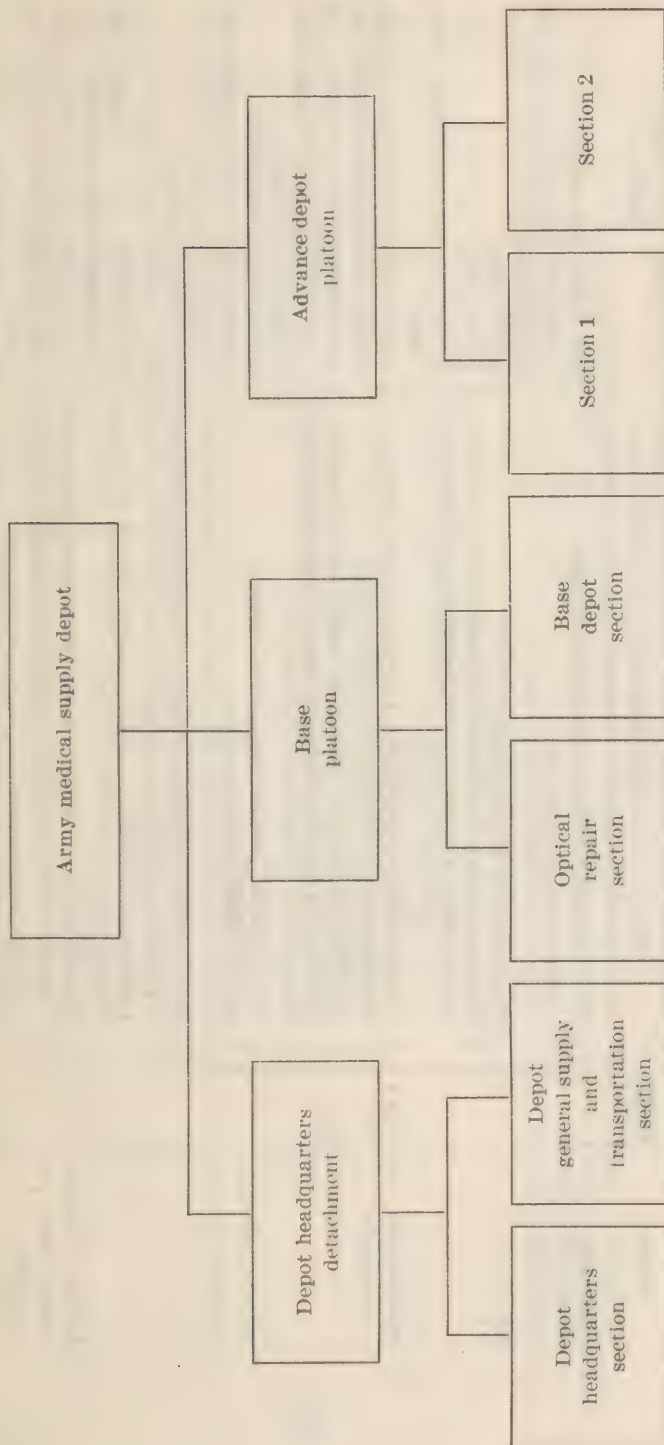 Army medical supply depot
Depot headquarters
detachment
Base
platoon
Advance depot
platoon
Depot
headquarters
section
Depot
general supply
and
transportation
section
Optical
repair
section
Base
depot
section
Section 1
Section 2